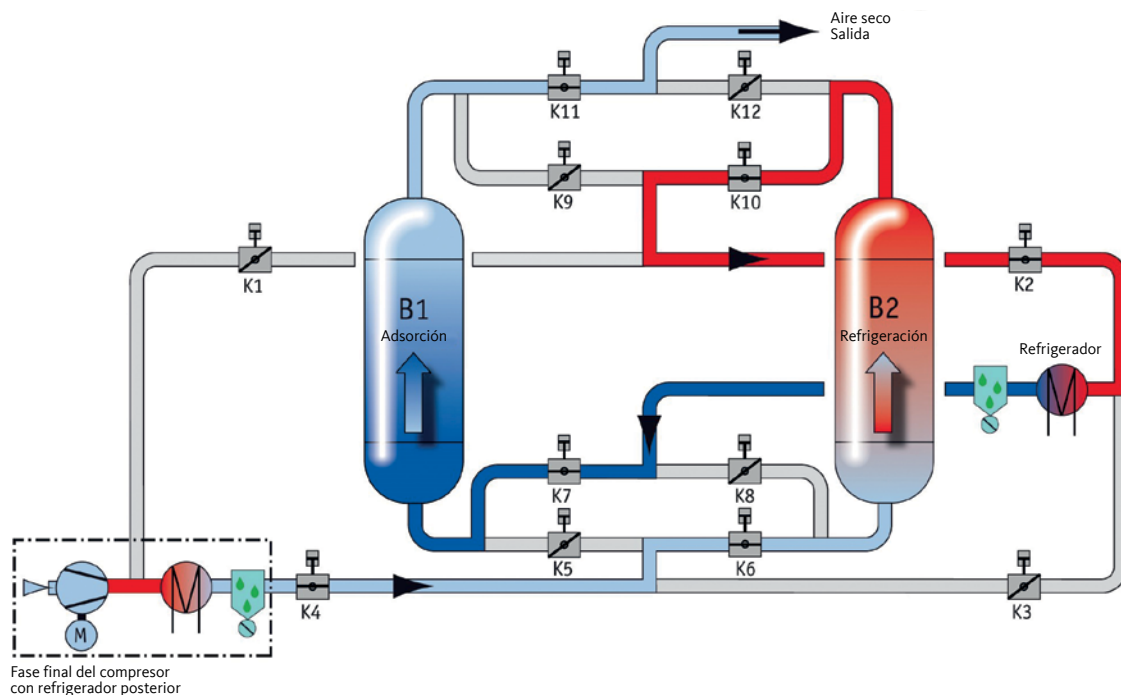 Aire seco
Salida
K11
K12
K9
K10
K1
K2
B1
Adsorción
B2
Refrigeración
Refrigerador
K7
K8
K5
K6
K4
K3
M
Fase final del compresor
con refrigerador posterior